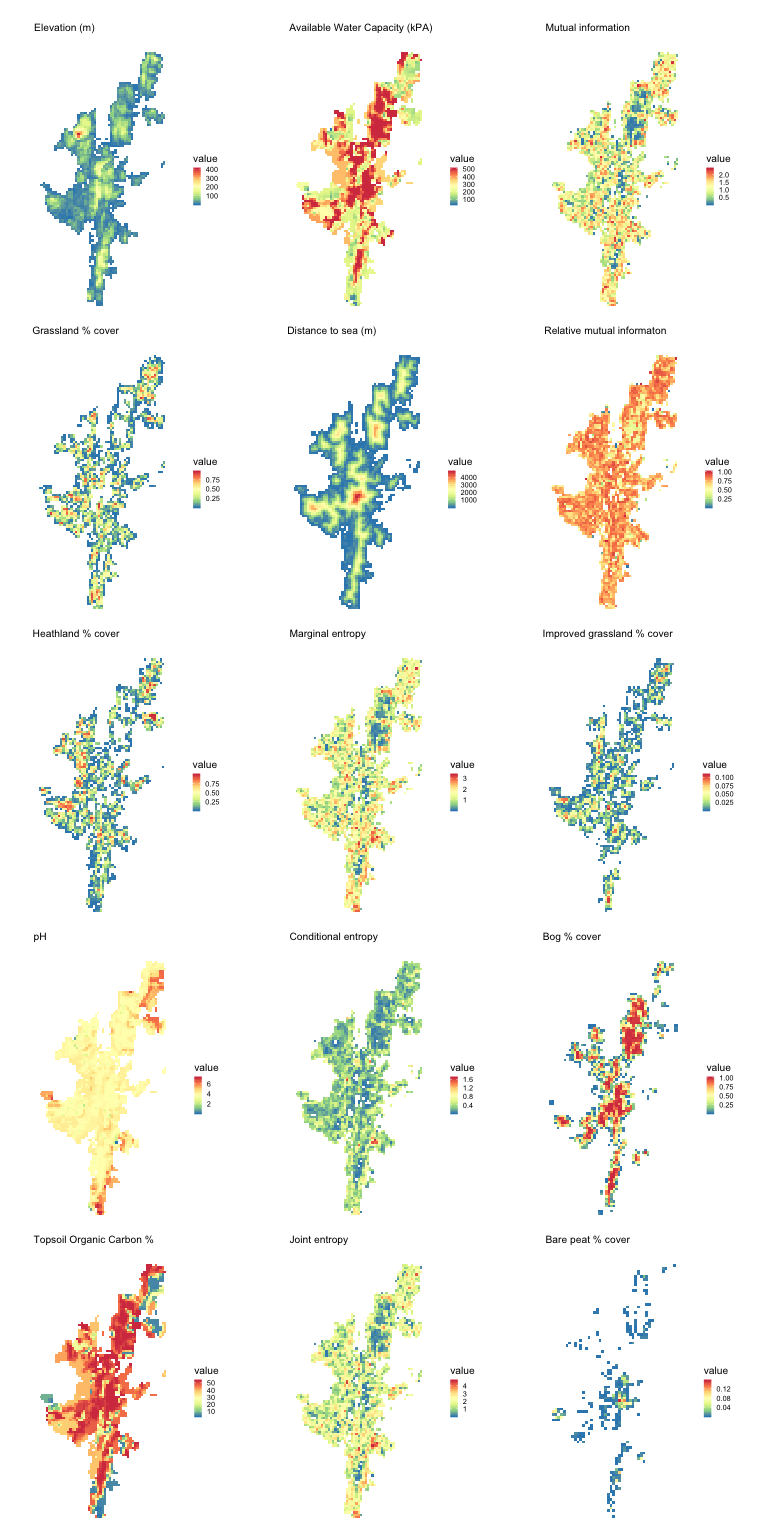 Elevation (m)
value
400
300
200
100
Available Water Capacity (kPA)
value
500
400
300
200
100
Mutual information
value
2.0
1.5
1.0
0.5
Grassland % cover
value
0.75
0.50
0.25
Distance to sea (m)
value
4000
3000
2000
1000
Relative mutual informaton
value
1.00
0.75
0.50
0.25
Heathland % cover
value
0.75
0.50
0.25
Marginal entropy
value
3
2
1
Improved grassland % cover
value
0.100
0.075
0.050
0.025
pH
value
6
4
2
Conditional entropy
value
1.6
1.2
0.8
0.4
Bog % cover
value
1.00
0.75
0.50
0.25
Topsoil Organic Carbon %
value
50
40
30
20
10
Joint entropy
value
4
3
2
1
Bare peat % cover
value
0.12
0.08
0.04